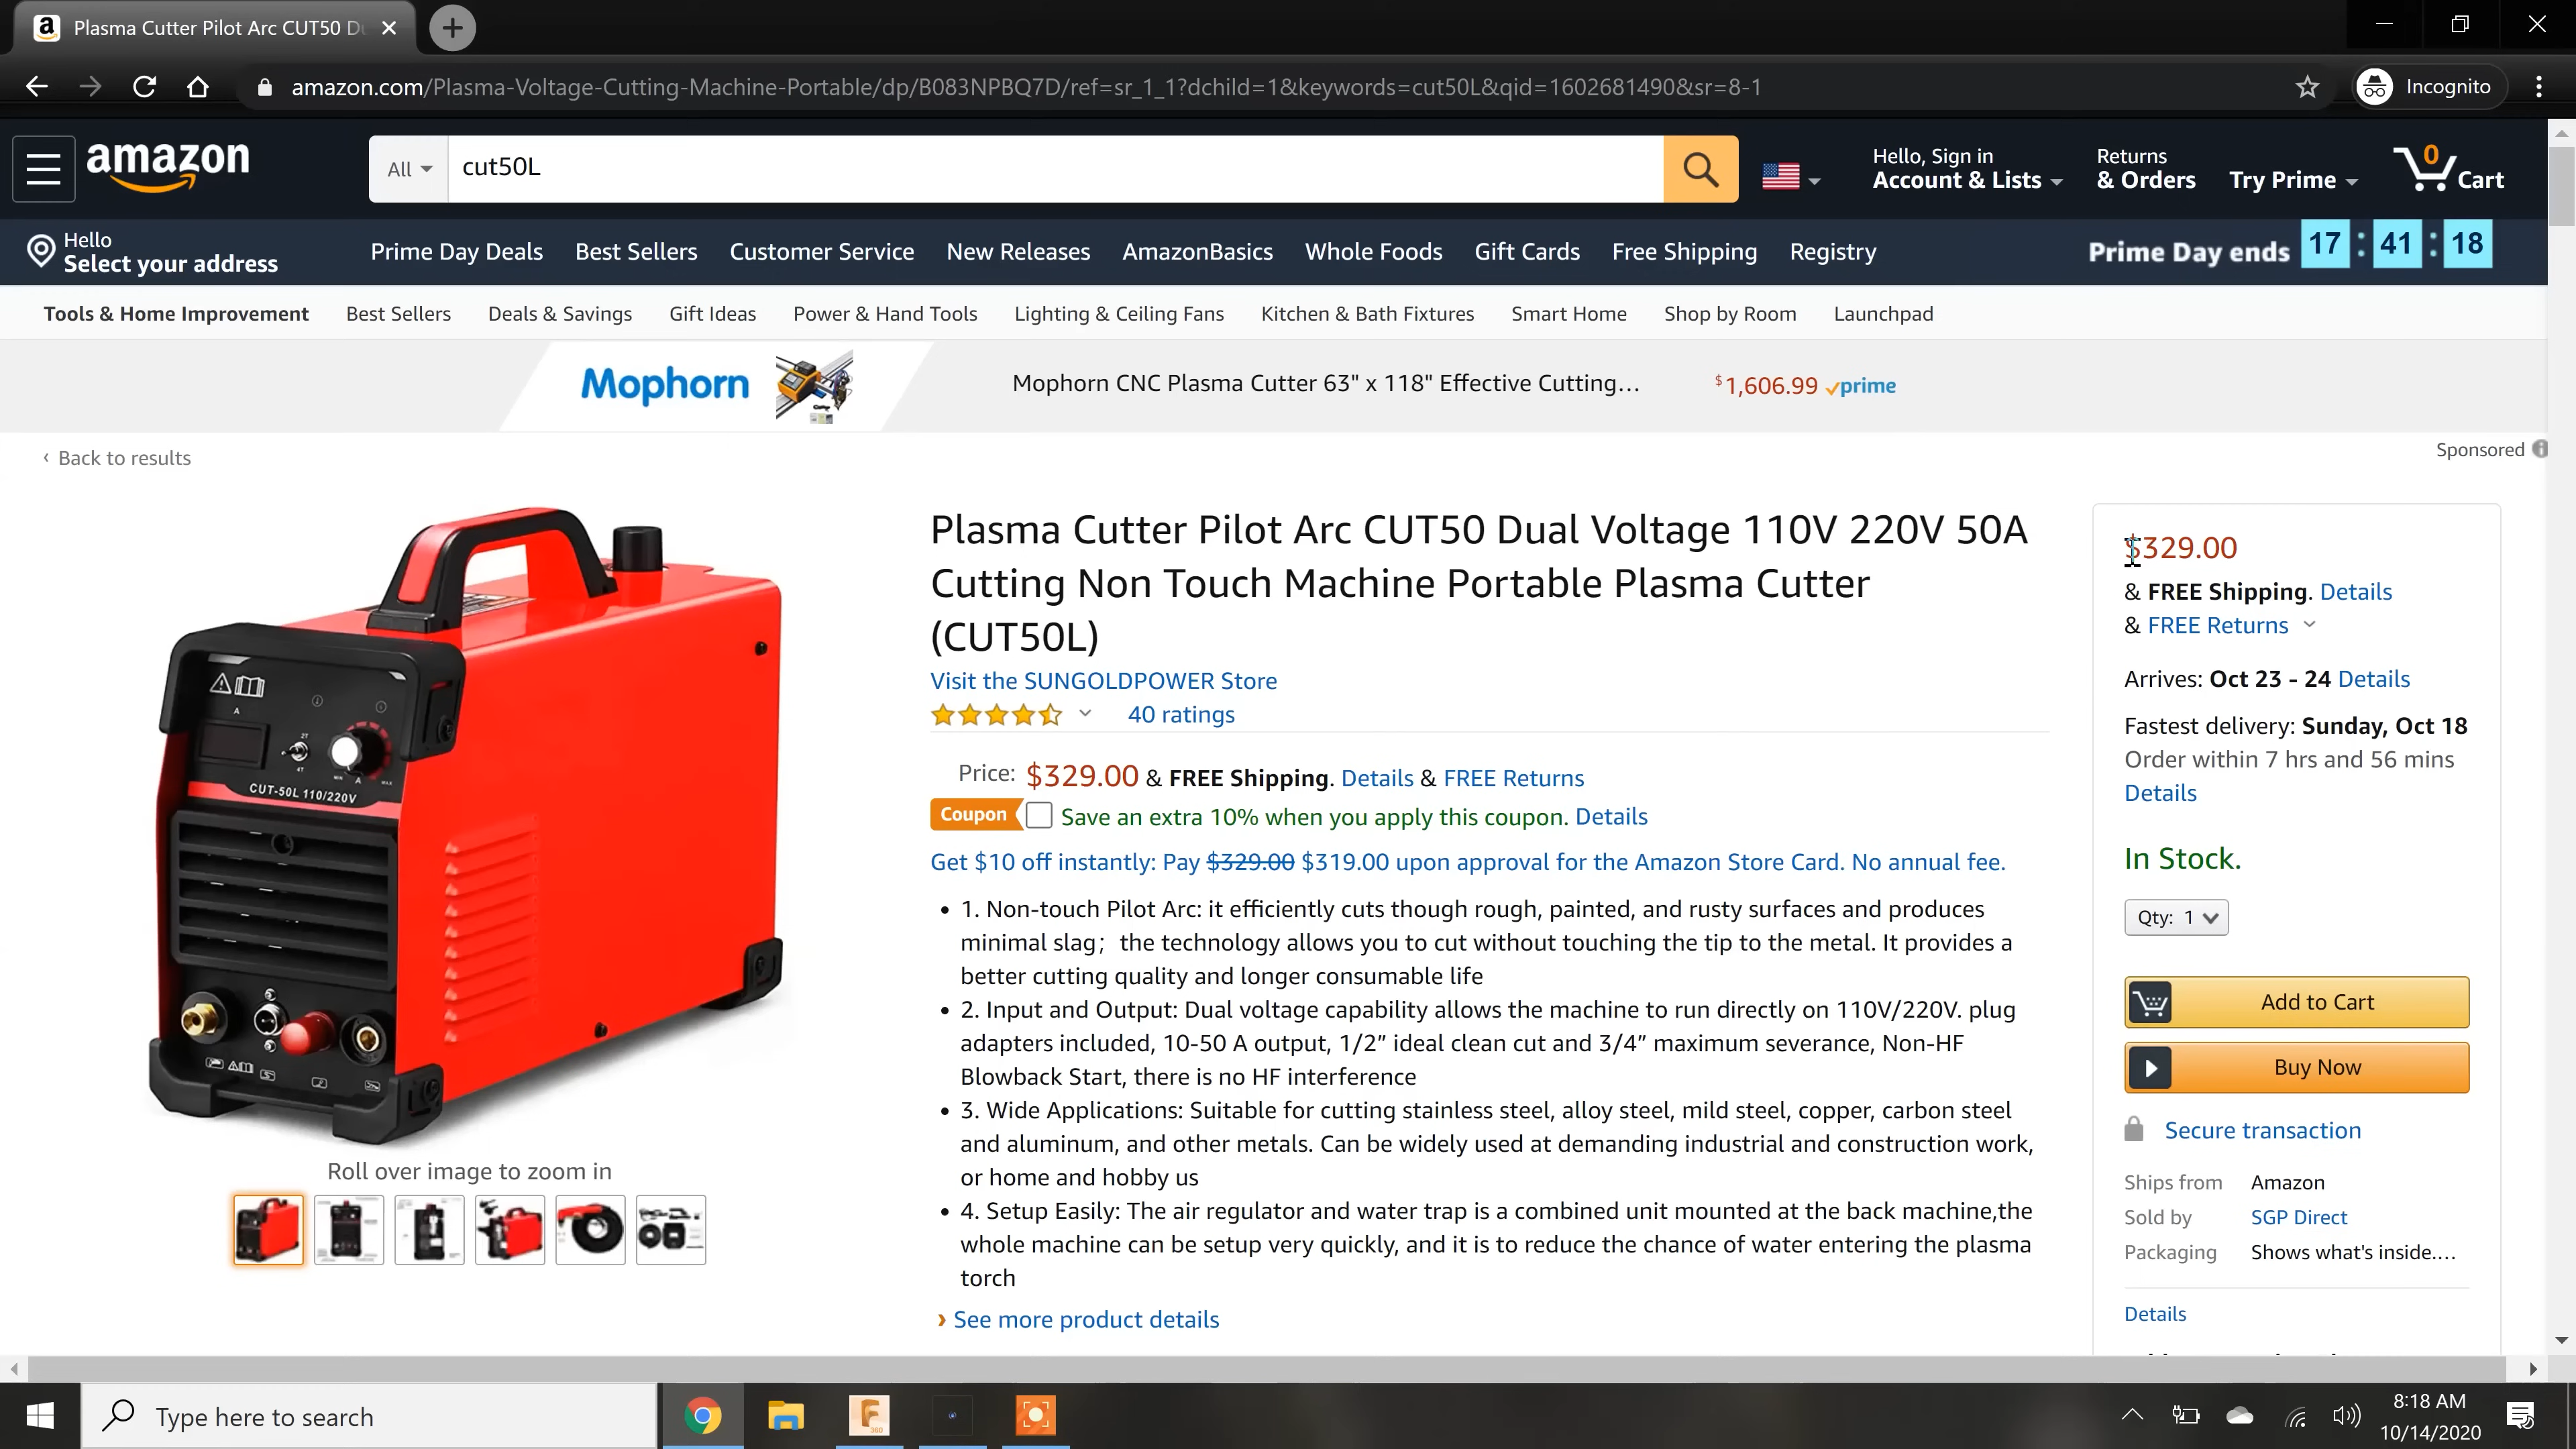 Plasma Cutter Pilot Arc CUT50 Du
amazon.com/Plasma-Voltage-Cutting-Machine-Portable/dp/B083NPBQ7D/ref=sr_1_1?dchild=1&keywords=cut50L&qid=1602681490&sr=8-1
Incognito
amazon
All
cut50L
Hello, Sign in
Account & Lists
Returns
& Orders
Try Prime
0
Cart
Hello
Select your address
Prime Day Deals
Best Sellers
Customer Service
New Releases
AmazonBasics
Whole Foods
Gift Cards
Free Shipping
Registry
Prime Day ends 17 : 41 : 18
Tools & Home Improvement
Best Sellers
Deals & Savings
Gift Ideas
Power & Hand Tools
Lighting & Ceiling Fans
Kitchen & Bath Fixtures
Smart Home
Shop by Room
Launchpad
Mophorn
Mophorn CNC Plasma Cutter 63" x 118" Effective Cutting…
$1,606.99 prime
‹ Back to results
Sponsored
A
2T
4T
MIN A MAX
CUT-50L 110/220V
Roll over image to zoom in
Plasma Cutter Pilot Arc CUT50 Dual Voltage 110V 220V 50A
Cutting Non Touch Machine Portable Plasma Cutter
(CUT50L)
Visit the SUNGOLDPOWER Store
40 ratings
Price: $329.00 & FREE Shipping. Details & FREE Returns
Coupon Save an extra 10% when you apply this coupon. Details
Get $10 off instantly: Pay $329.00 $319.00 upon approval for the Amazon Store Card. No annual fee.
• 1. Non-touch Pilot Arc: it efficiently cuts though rough, painted, and rusty surfaces and produces
minimal slag；the technology allows you to cut without touching the tip to the metal. It provides a
better cutting quality and longer consumable life
• 2. Input and Output: Dual voltage capability allows the machine to run directly on 110V/220V. plug
adapters included, 10-50 A output, 1/2” ideal clean cut and 3/4” maximum severance, Non-HF
Blowback Start, there is no HF interference
• 3. Wide Applications: Suitable for cutting stainless steel, alloy steel, mild steel, copper, carbon steel
and aluminum, and other metals. Can be widely used at demanding industrial and construction work,
or home and hobby us
• 4. Setup Easily: The air regulator and water trap is a combined unit mounted at the back machine,the
whole machine can be setup very quickly, and it is to reduce the chance of water entering the plasma
torch
› See more product details
$329.00
& FREE Shipping. Details
& FREE Returns
Arrives: Oct 23 - 24 Details
Fastest delivery: Sunday, Oct 18
Order within 7 hrs and 56 mins
Details
In Stock.
Qty: 1
Add to Cart
Buy Now
Secure transaction
Ships from Amazon
Sold by SGP Direct
Packaging Shows what's inside....
Details
Type here to search
F
360
8:18 AM
10/14/2020